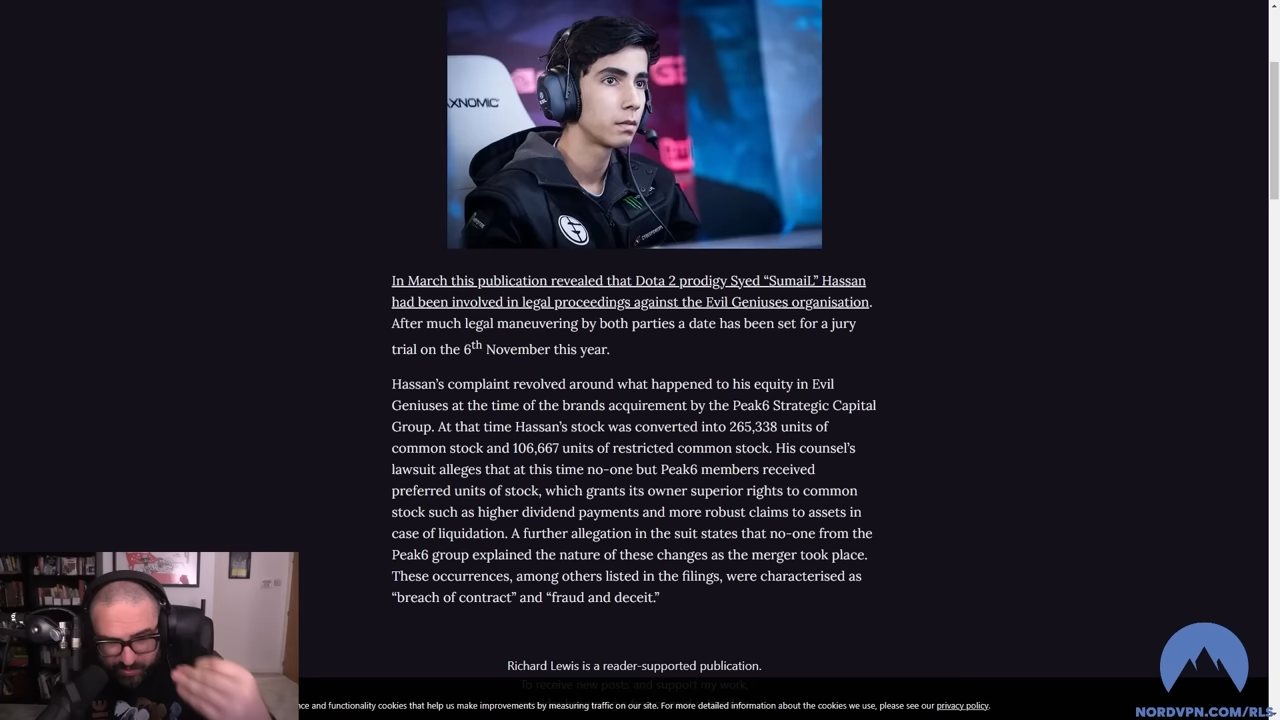 AXNOMIC
In March this publication revealed that Dota 2 prodigy Syed “SumaiL” Hassan
had been involved in legal proceedings against the Evil Geniuses organisation.
After much legal maneuvering by both parties a date has been set for a jury
trial on the 6th November this year.
Hassan’s complaint revolved around what happened to his equity in Evil
Geniuses at the time of the brands acquirement by the Peak6 Strategic Capital
Group. At that time Hassan’s stock was converted into 265,338 units of
common stock and 106,667 units of restricted common stock. His counsel’s
lawsuit alleges that at this time no-one but Peak6 members received
preferred units of stock, which grants its owner superior rights to common
stock such as higher dividend payments and more robust claims to assets in
case of liquidation. A further allegation in the suit states that no-one from the
Peak6 group explained the nature of these changes as the merger took place.
These occurrences, among others listed in the filings, were characterised as
“breach of contract” and “fraud and deceit.”
Richard Lewis is a reader-supported publication.
To receive new posts and support my work,
nce and functionality cookies that help us make improvements by measuring traffic on our site. For more detailed information about the cookies we use, please see our privacy policy.
NORDVPN.COM/RLS